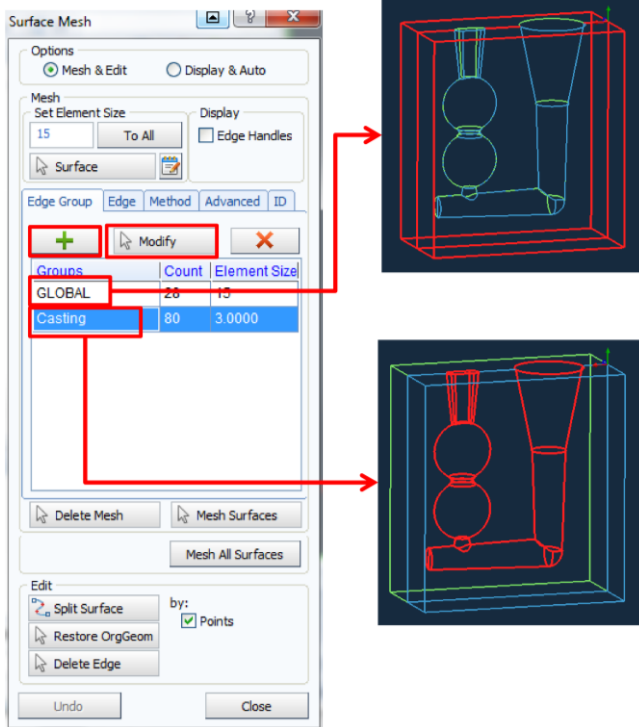 Surface Mesh
Options
Mesh & Edit Display & Auto
Mesh
Set Element Size Display
15 To All Edge Handles
Surface
Edge Group Edge Method Advanced ID
Modify
Groups Count Element Size
GLOBAL 28 15
Casting 80 3.0000
Delete Mesh Mesh Surfaces
Mesh All Surfaces
Edit
Split Surface by:
Points
Restore OrgGeom
Delete Edge
Undo Close